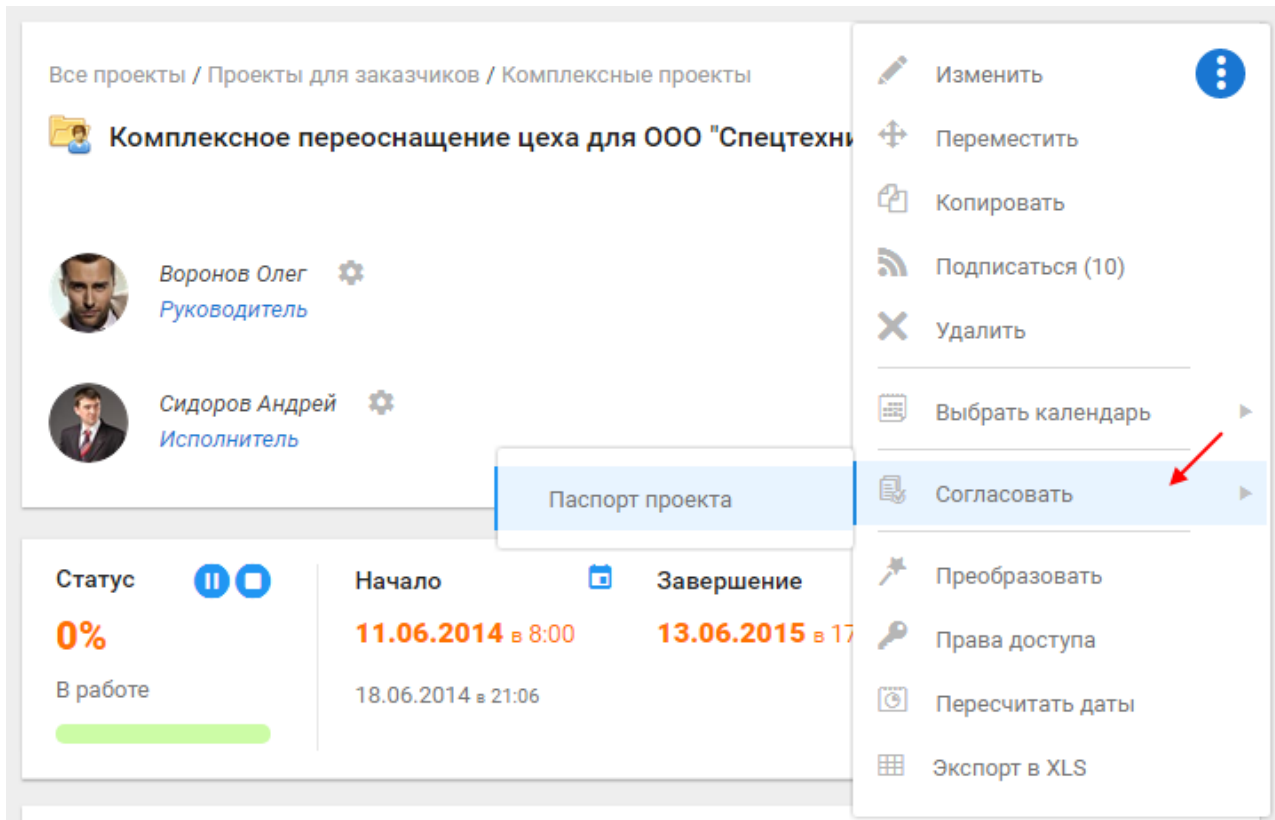 Все проекты / Проекты для заказчиков / Комплексные проекты
Комплексное переоснащение цеха для ООО "Спецтехни
Воронов Олег
Руководитель
Сидоров Андрей
Исполнитель
Изменить
Переместить
Копировать
Подписаться (10)
Удалить
Выбрать календарь
Согласовать
Паспорт проекта
Преобразовать
Права доступа
Пересчитать даты
Экспорт в XLS
Статус
0%
В работе
Начало
11.06.2014 в 8:00
18.06.2014 в 21:06
Завершение
13.06.2015 в 17